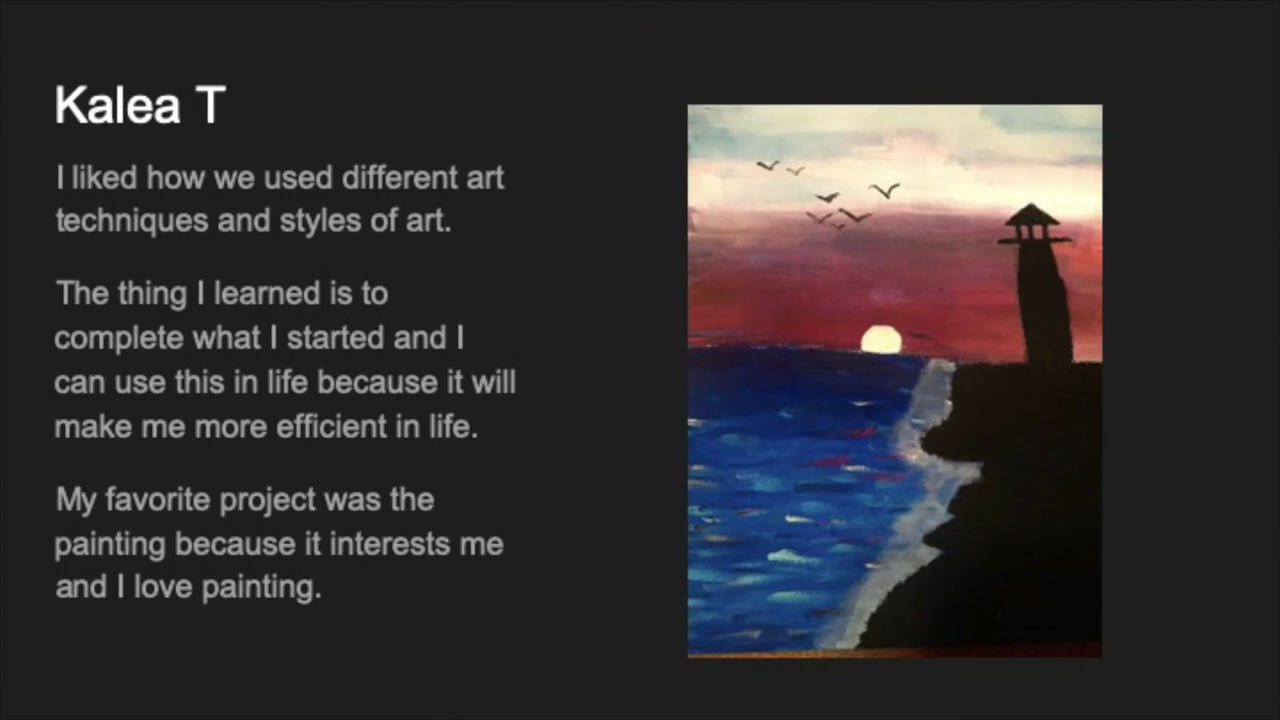 Kalea T
I liked how we used different art
techniques and styles of art.
The thing I learned is to
complete what I started and I
can use this in life because it will
make me more efficient in life.
My favorite project was the
painting because it interests me
and I love painting.